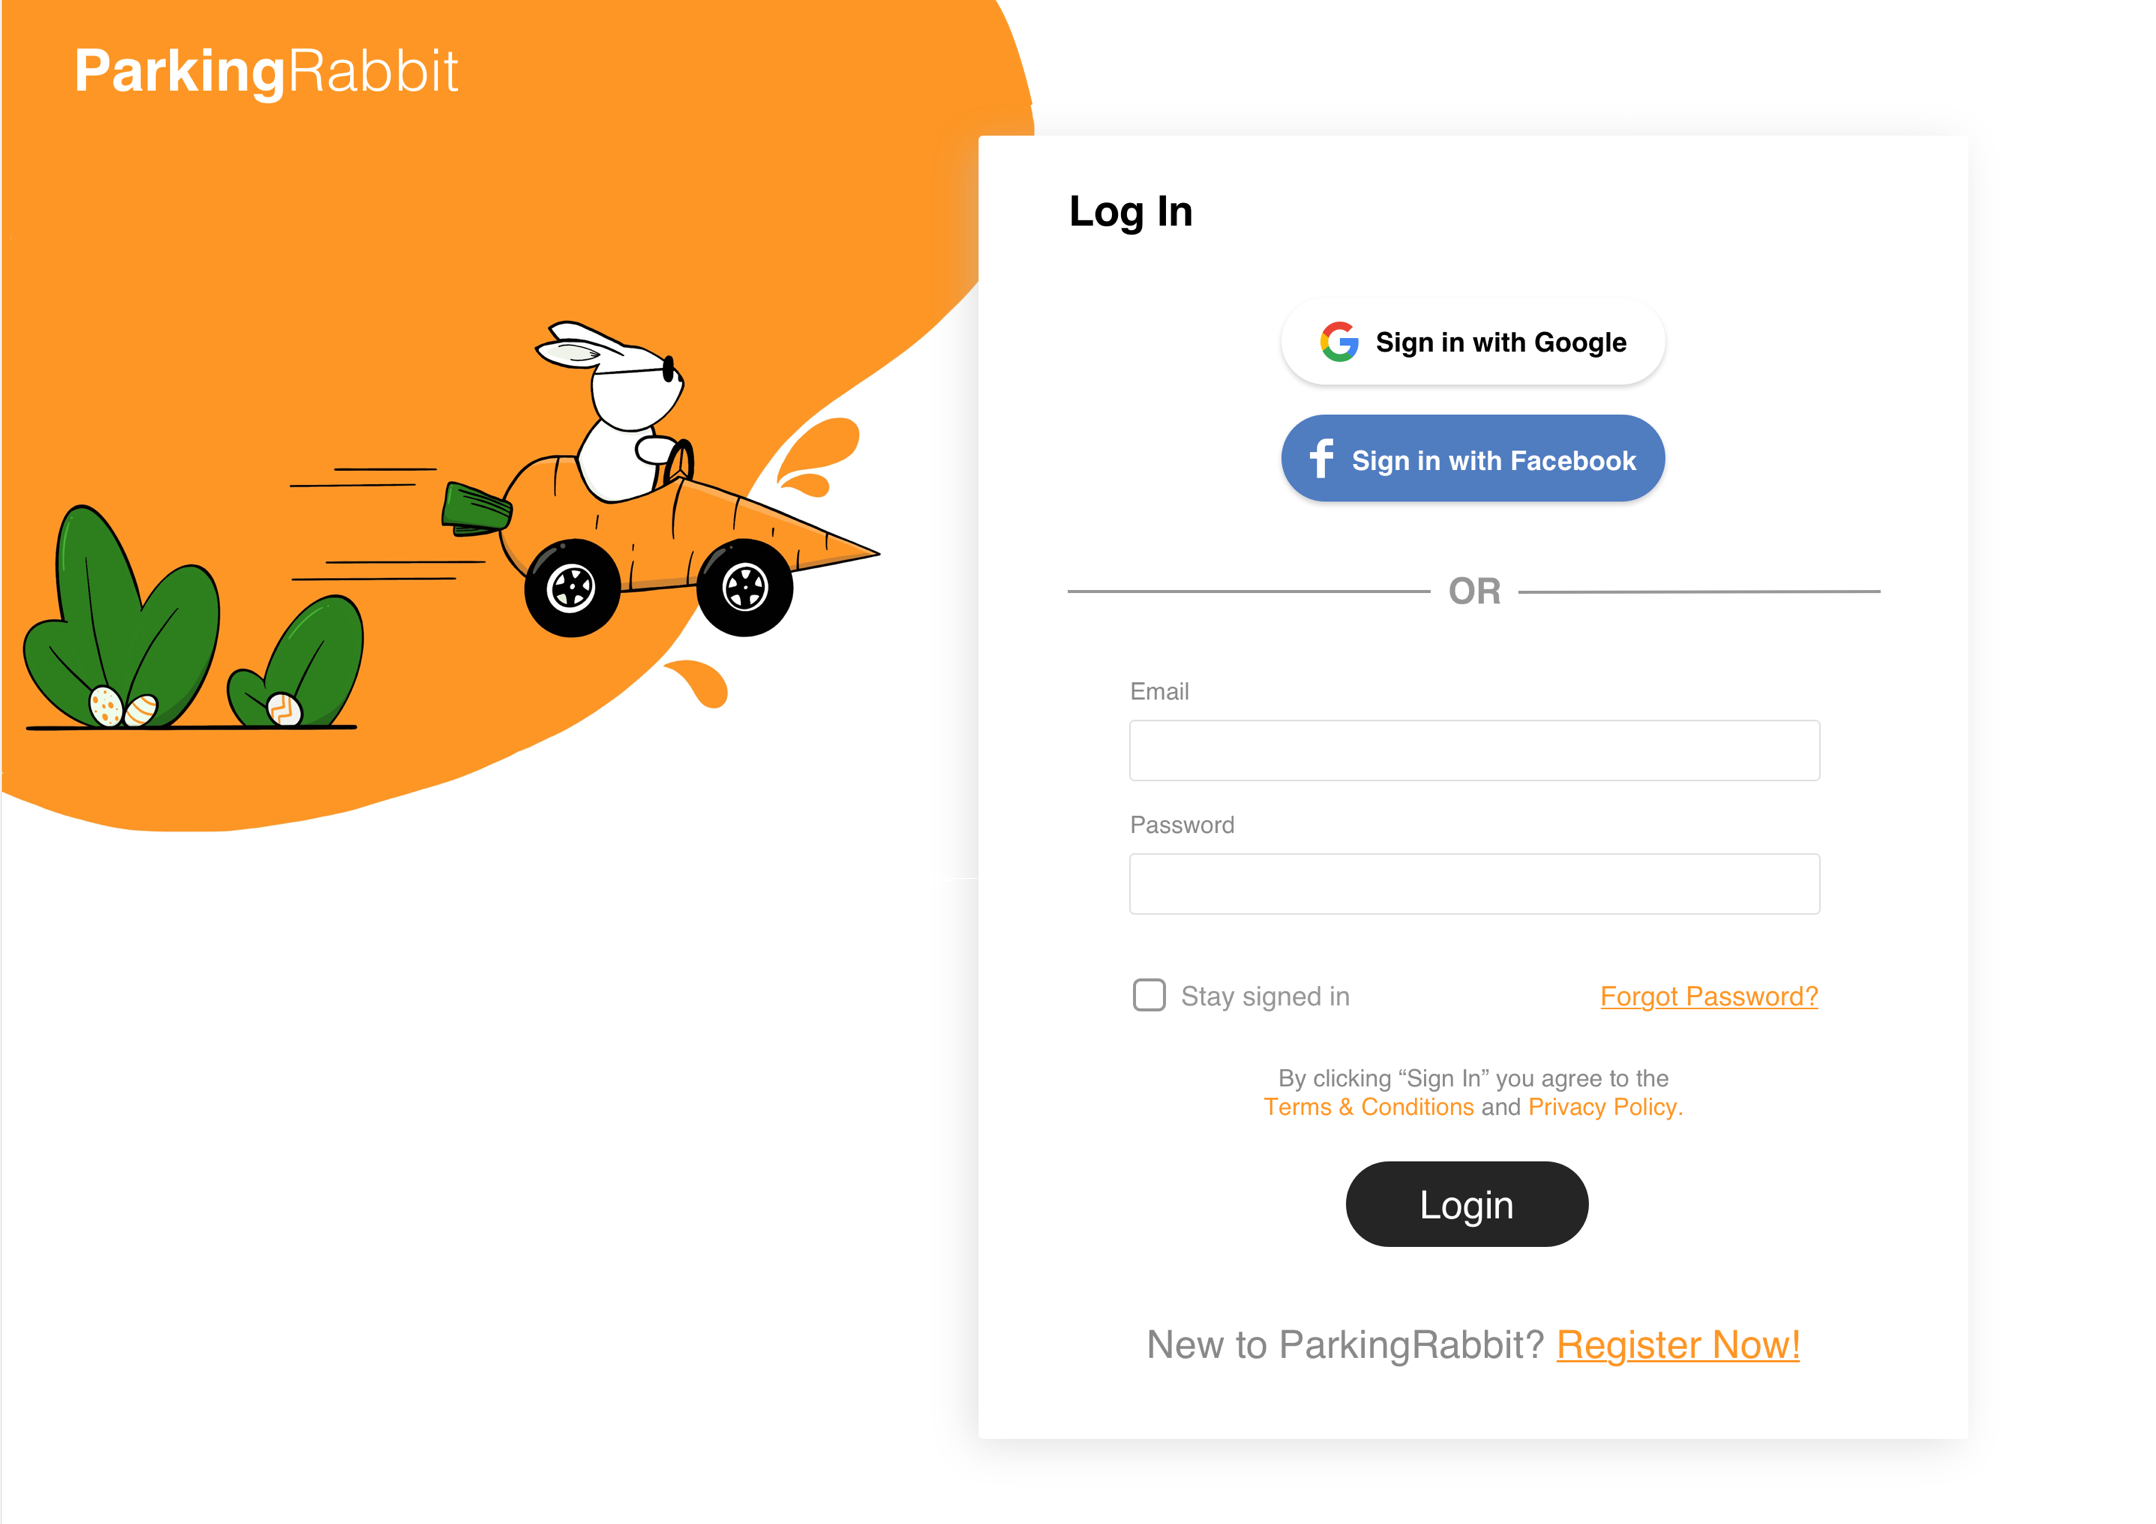 ParkingRabbit
Log In
Sign in with Google
Sign in with Facebook
OR
Email
Password
Stay signed in
Forgot Password?
By clicking “Sign In” you agree to the
Terms & Conditions and Privacy Policy.
Login
New to ParkingRabbit? Register Now!